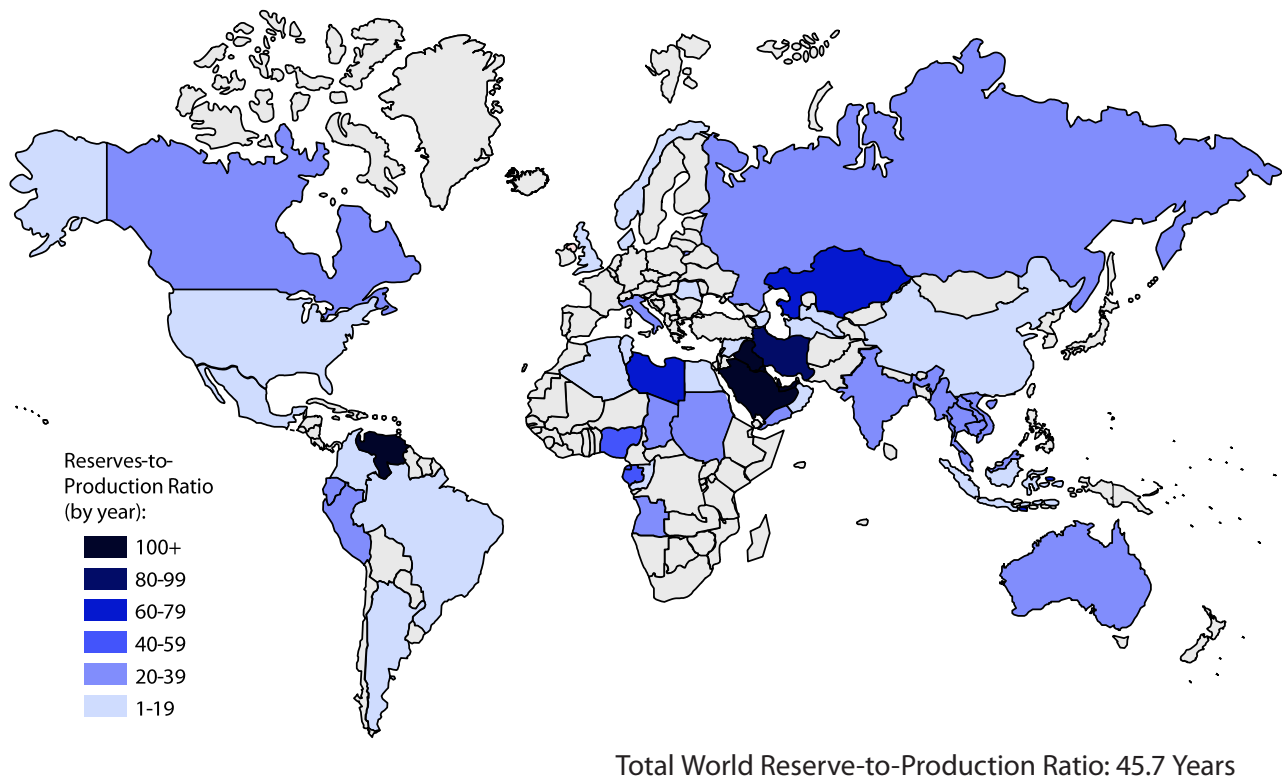 Reserves-to-
Production Ratio
(by year):
100+
80-99
60-79
40-59
20-39
1-19
Total World Reserve-to-Production Ratio: 45.7 Years